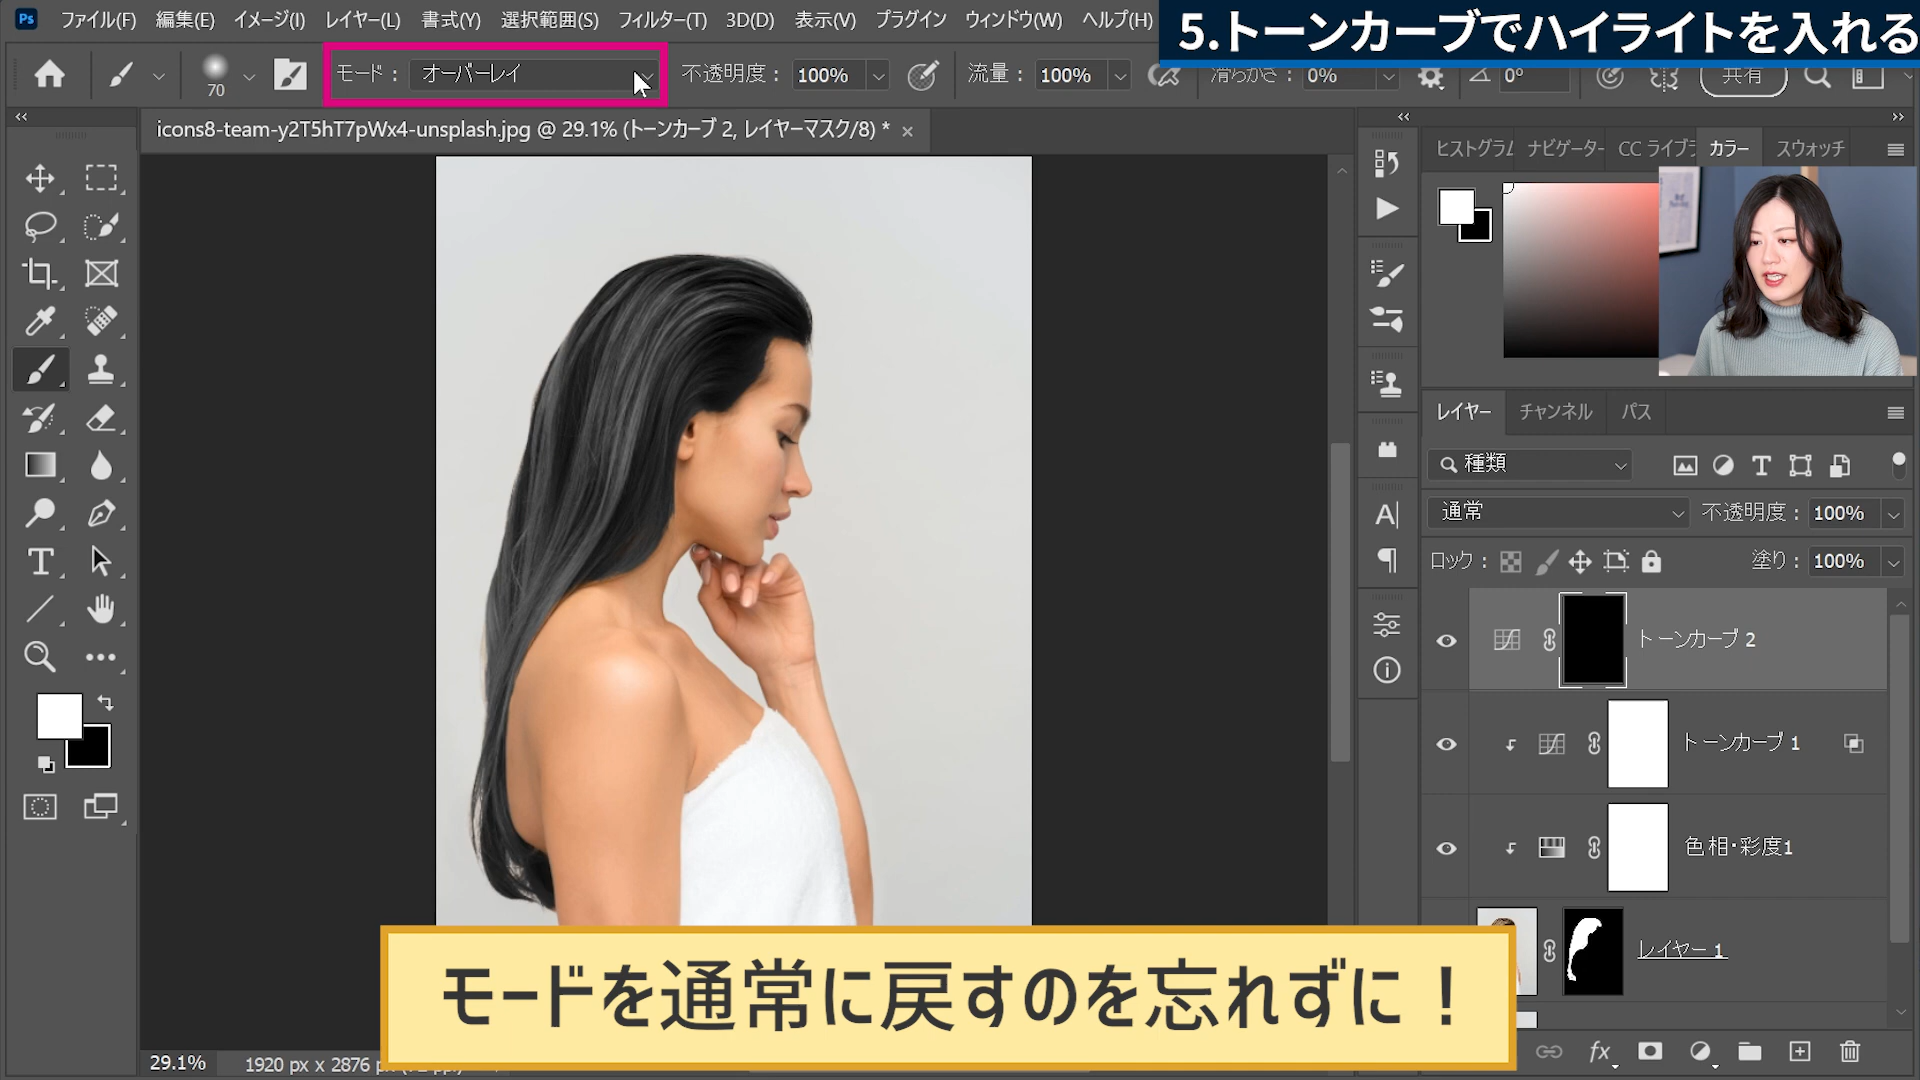 Ps ファイル(F) 編集(E) イメージ(I) レイヤー(L) 書式(Y) 選択範囲(S) フィルター(T) 3D(D) 表示(V) プラグイン ウィンドウ(W) ヘルプ(H)
5.トーンカーブでハイライトを入れる
70 モード： オーバーレイ 不透明度： 100% 流量： 100% 滑らかさ： 0% 0° 共有
icons8-team-y2T5hT7pWx4-unsplash.jpg @ 29.1% (トーンカーブ 2, レイヤーマスク/8) * ×
ヒストグラム ナビゲーター CC ライブラ カラー スウォッチ
レイヤー チャンネル パス
種類
通常 不透明度： 100%
ロック： 塗り： 100%
トーンカーブ 2
トーンカーブ 1
色相・彩度1
レイヤー 1
モードを通常に戻すのを忘れずに！
29.1% 1920 px x 2876
fx